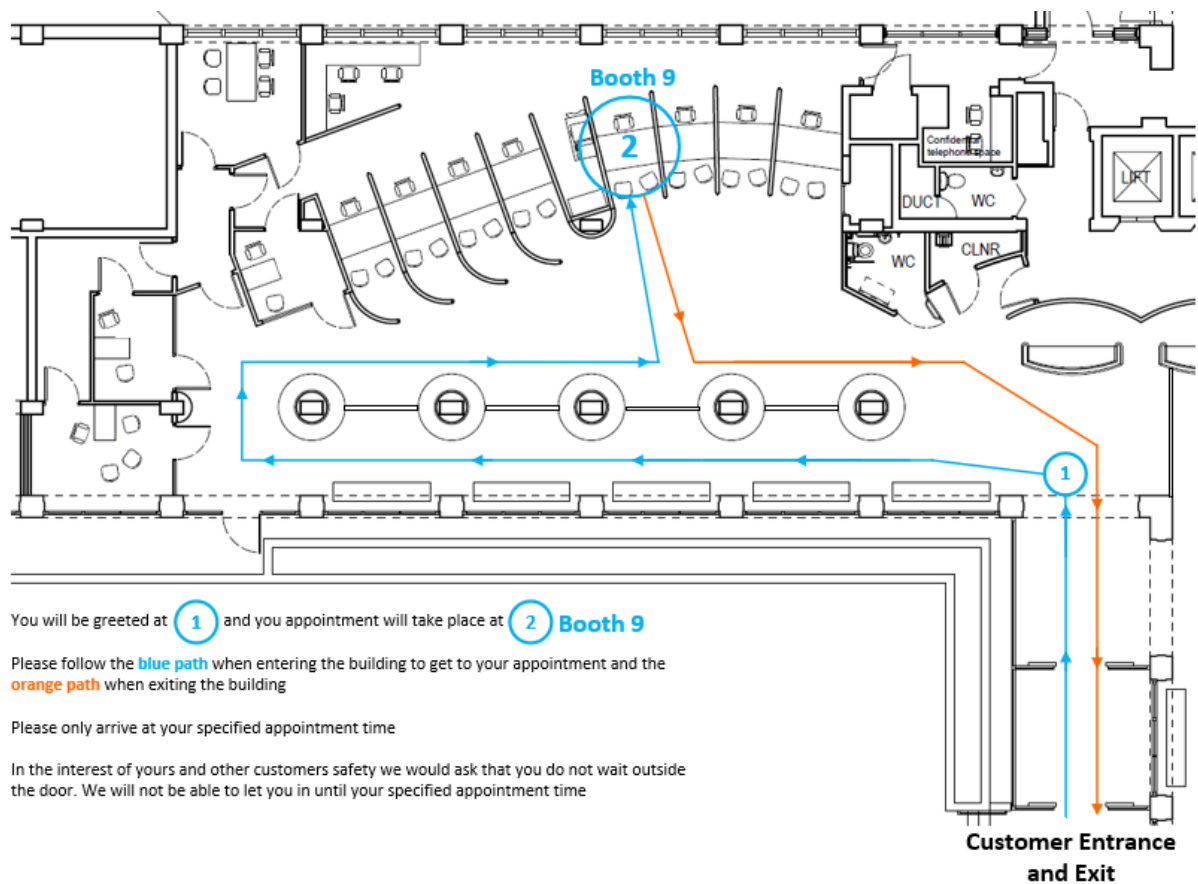 Booth 9
2
Confidential
telephone space
LIFT
DUCT
WC
WC
CLNR
1
You will be greeted at 1 and you appointment will take place at 2 Booth 9
Please follow the blue path when entering the building to get to your appointment and the
orange path when exiting the building
Please only arrive at your specified appointment time
In the interest of yours and other customers safety we would ask that you do not wait outside
the door. We will not be able to let you in until your specified appointment time
Customer Entrance
and Exit